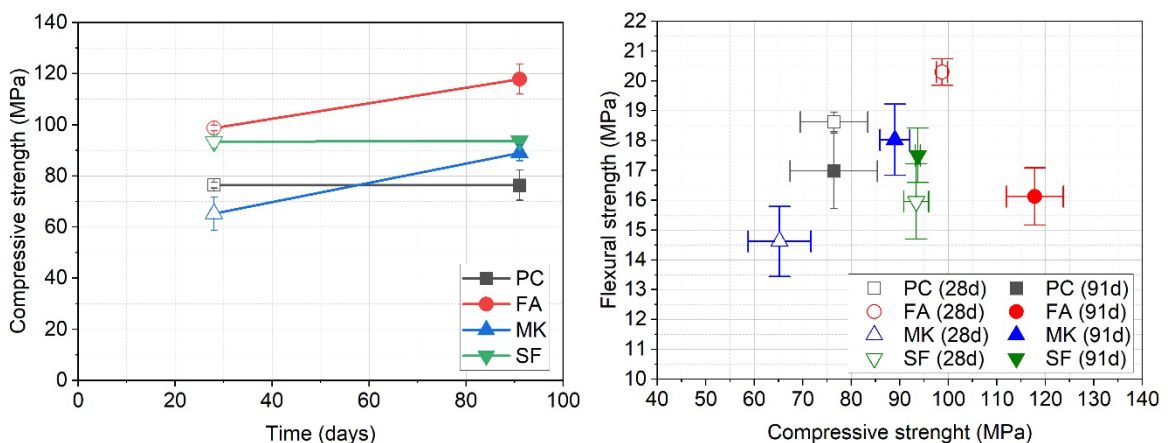 Compressive strength (MPa)
140
120
100
80
60
40
20
0
PC
FA
MK
SF
0 20 40 60 80 100
Time (days)
Flexural strength (MPa)
22
21
20
19
18
17
16
15
14
13
12
11
10
PC (28d) PC (91d)
FA (28d) FA (91d)
MK (28d) MK (91d)
SF (28d) SF (91d)
40 50 60 70 80 90 100 110 120 130 140
Compressive strenght (MPa)